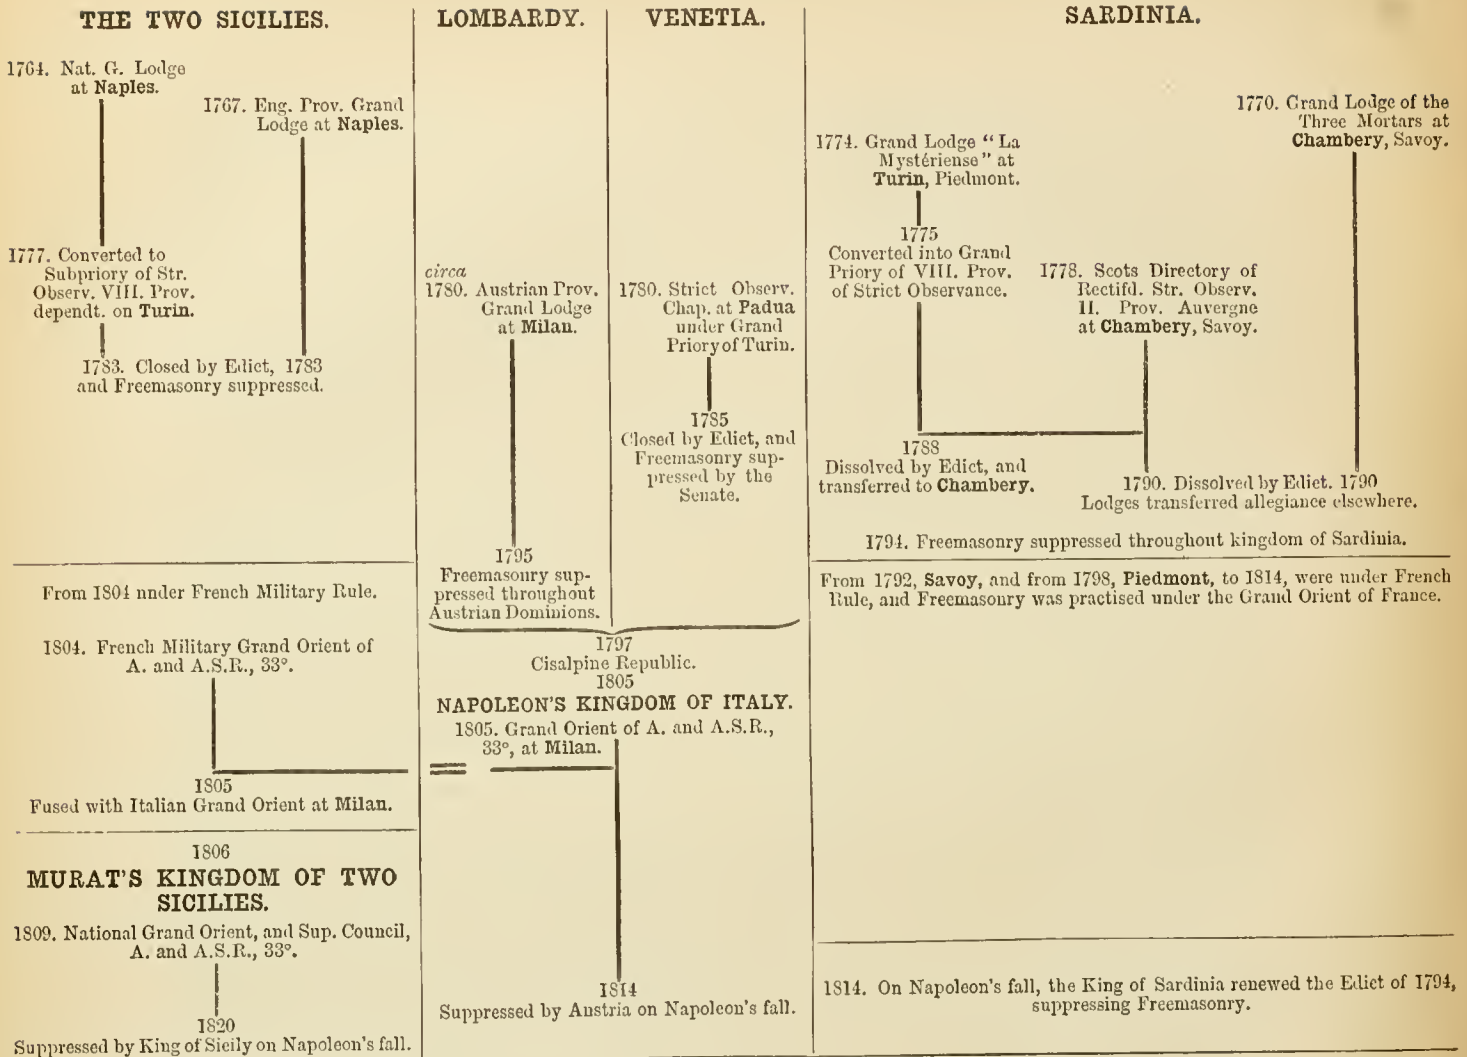 THE TWO SICILIES.
1764. Nat. G. Lodge
at Naples.
1767. Eng. Prov. Grand
Lodge at Naples.
1777. Converted to
Subpriory of Str.
Observ. VIII. Prov.
dependt. on Turin.
1783. Closed by Edict, 1783
and Freemasonry suppressed.
From 1804 under French Military Rule.
1804. French Military Grand Orient of
A. and A.S.R., 33°.
1805
Fused with Italian Grand Orient at Milan.
1806
MURAT'S KINGDOM OF TWO
SICILIES.
1809. National Grand Orient, and Sup. Council,
A. and A.S.R., 33°.
1820
Suppressed by King of Sicily on Napoleon's fall.
LOMBARDY.
circa
1780. Austrian Prov.
Grand Lodge
at Milan.
1795
Freemasonry sup-
pressed throughout
Austrian Dominions.
VENETIA.
1780. Strict Observ.
Chap. at Padua
under Grand
Priory of Turin.
1785
Closed by Edict, and
Freemasonry sup-
pressed by the
Senate.
1797
Cisalpine Republic.
1805
NAPOLEON'S KINGDOM OF ITALY.
1805. Grand Orient of A. and A.S.R.,
33°, at Milan.
1814
Suppressed by Austria on Napoleon's fall.
SARDINIA.
1770. Grand Lodge of the
Three Mortars at
Chambery, Savoy.
1774. Grand Lodge "La
Mystériense" at
Turin, Piedmont.
1775
Converted into Grand
Priory of VIII. Prov.
of Strict Observance.
1778. Scots Directory of
Rectifd. Str. Observ.
II. Prov. Auvergne
at Chambery, Savoy.
1788
Dissolved by Edict, and
transferred to Chambery.
1790. Dissolved by Edict. 1790
Lodges transferred allegiance elsewhere.
1794. Freemasonry suppressed throughout kingdom of Sardinia.
From 1792, Savoy, and from 1798, Piedmont, to 1814, were under French
Rule, and Freemasonry was practised under the Grand Orient of France.
1814. On Napoleon's fall, the King of Sardinia renewed the Edict of 1794,
suppressing Freemasonry.